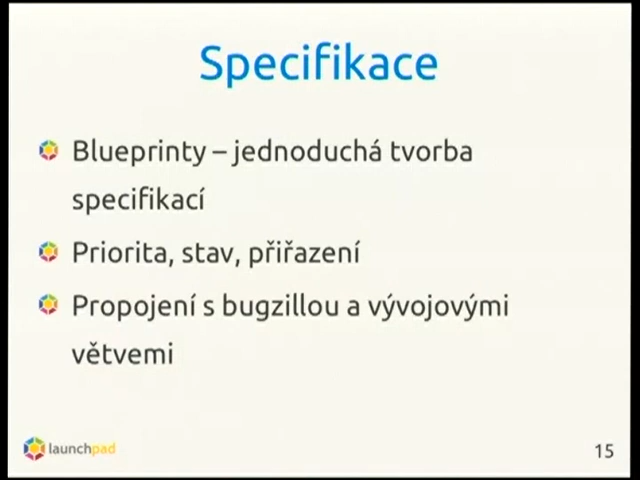 Specifikace
Blueprinty – jednoduchá tvorba
specifikací
Priorita, stav, přiřazení
Propojení s bugzillou a vývojovými
větvemi
launchpad
15